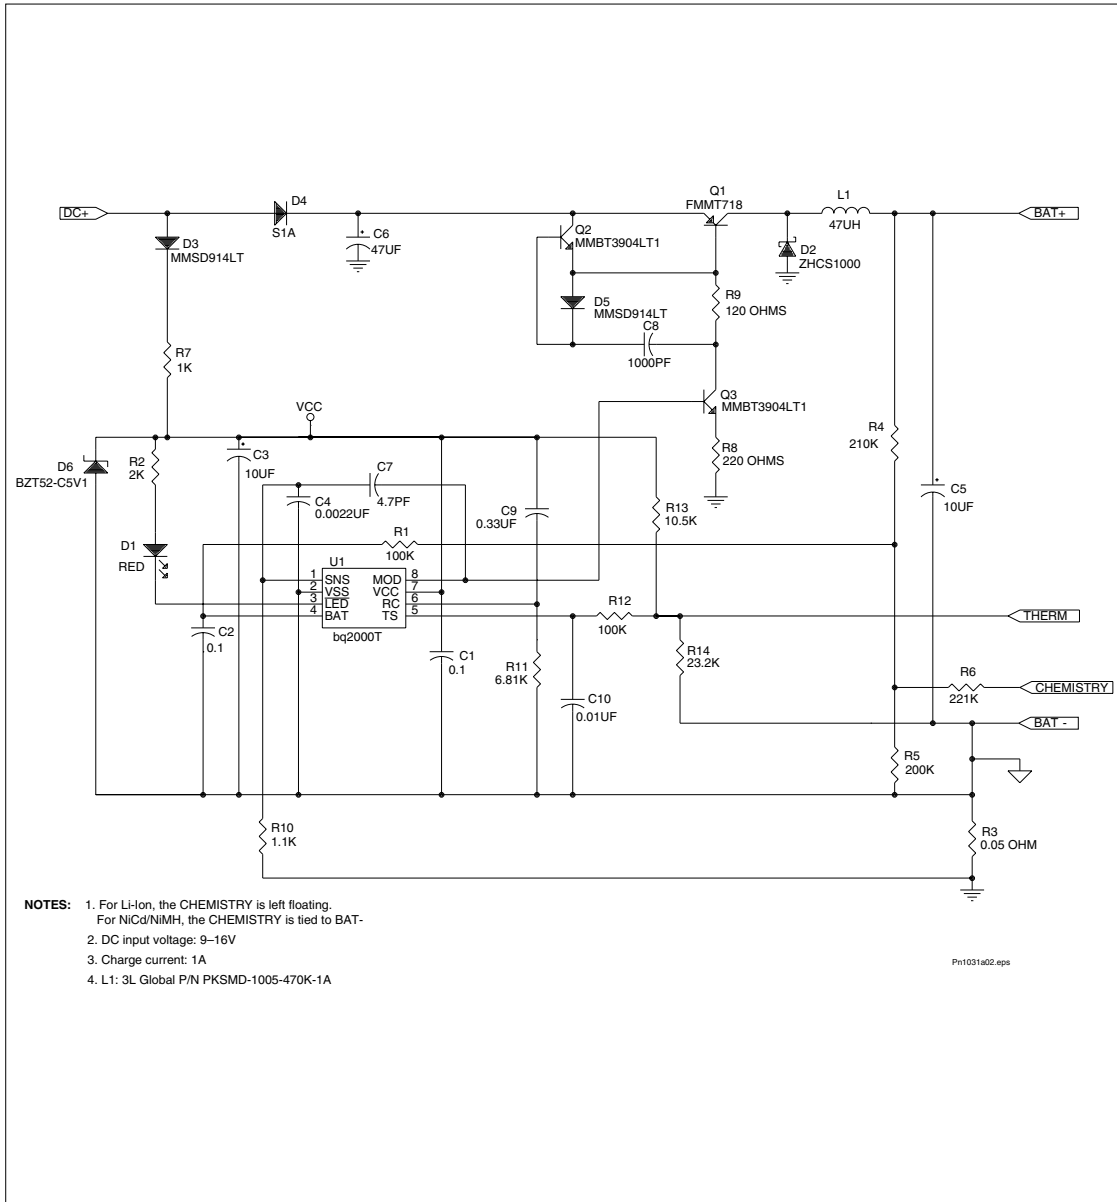 Q1
FMMT718
L1
47UH
D4
S1A
DC+
BAT+
Q2
MMBT3904LT1
C6
47UF
D3
MMSD914LT
D2
ZHCS1000
D5
MMSD914LT
R9
120 OHMS
C8
1000PF
R7
1K
Q3
MMBT3904LT1
VCC
R4
210K
R8
220 OHMS
D6
BZT52-C5V1
R2
2K
C3
10UF
C7
4.7PF
C4
0.0022UF
C9
0.33UF
R13
10.5K
C5
10UF
R1
100K
D1
RED
U1
1 SNS MOD 8
2 VSS VCC 7
3 LED RC 6
4 BAT TS 5
bq2000T
R12
100K
THERM
C2
0.1
C1
0.1
R11
6.81K
R14
23.2K
R6
221K
CHEMISTRY
C10
0.01UF
BAT -
R5
200K
R10
1.1K
R3
0.05 OHM
NOTES: 1. For Li-Ion, the CHEMISTRY is left floating.
For NiCd/NiMH, the CHEMISTRY is tied to BAT-
2. DC input voltage: 9–16V
3. Charge current: 1A
4. L1: 3L Global P/N PKSMD-1005-470K-1A
Pn1031a02.eps